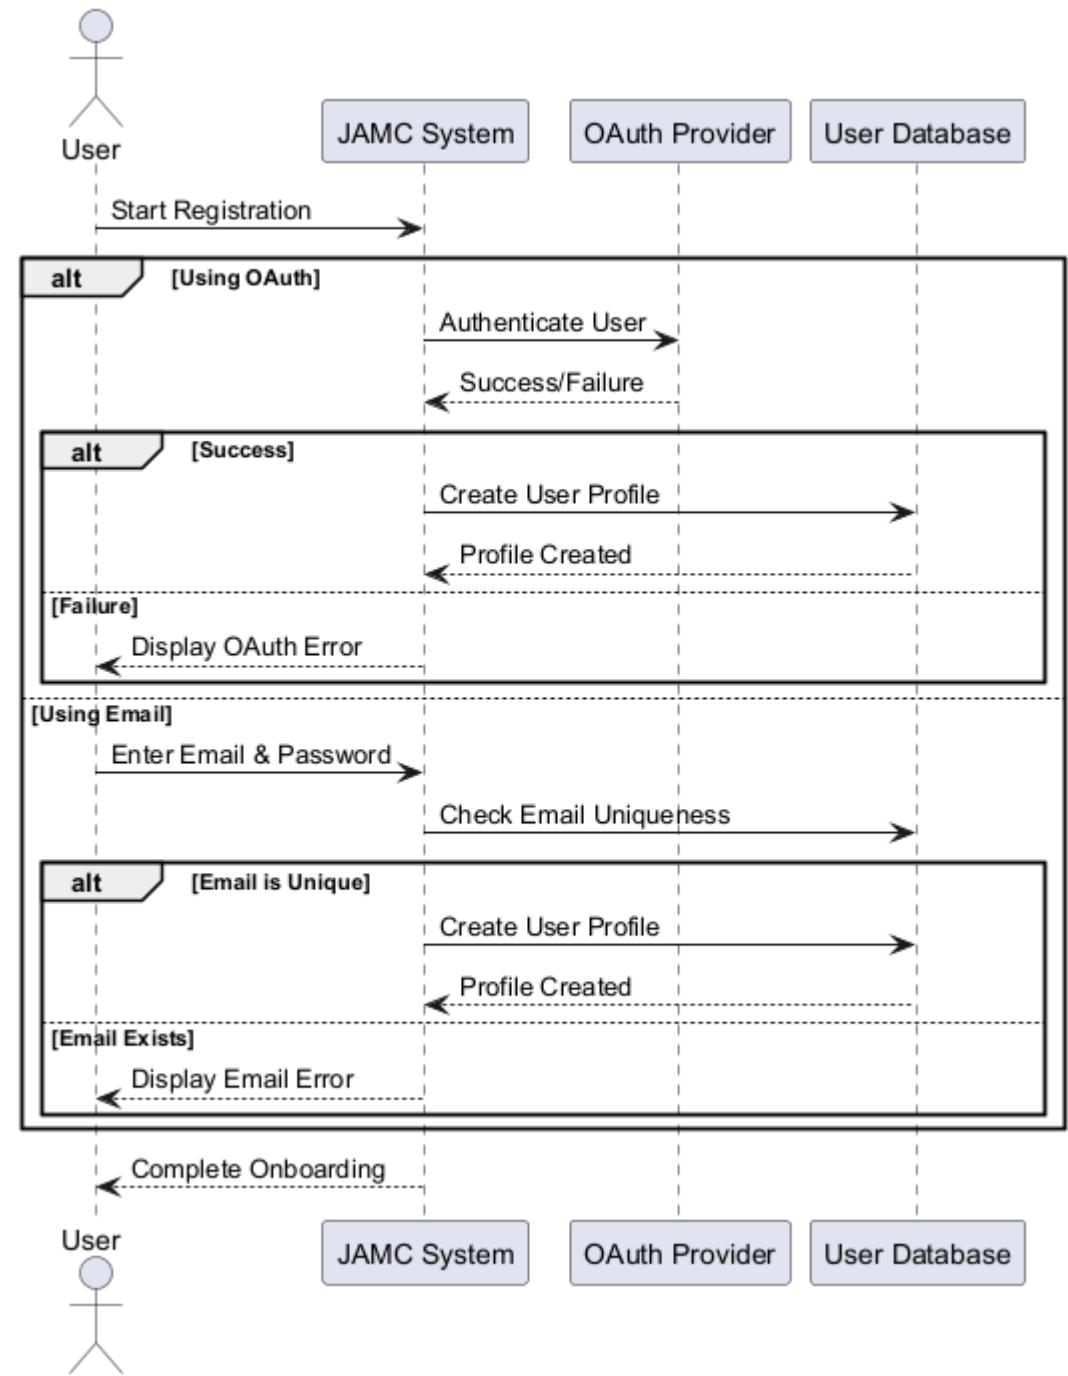 User
JAMC System
OAuth Provider
User Database
Start Registration
alt
[Using OAuth]
Authenticate User
Success/Failure
alt
[Success]
Create User Profile
Profile Created
[Failure]
Display OAuth Error
[Using Email]
Enter Email & Password
Check Email Uniqueness
alt
[Email is Unique]
Create User Profile
Profile Created
[Email Exists]
Display Email Error
Complete Onboarding
User
JAMC System
OAuth Provider
User Database